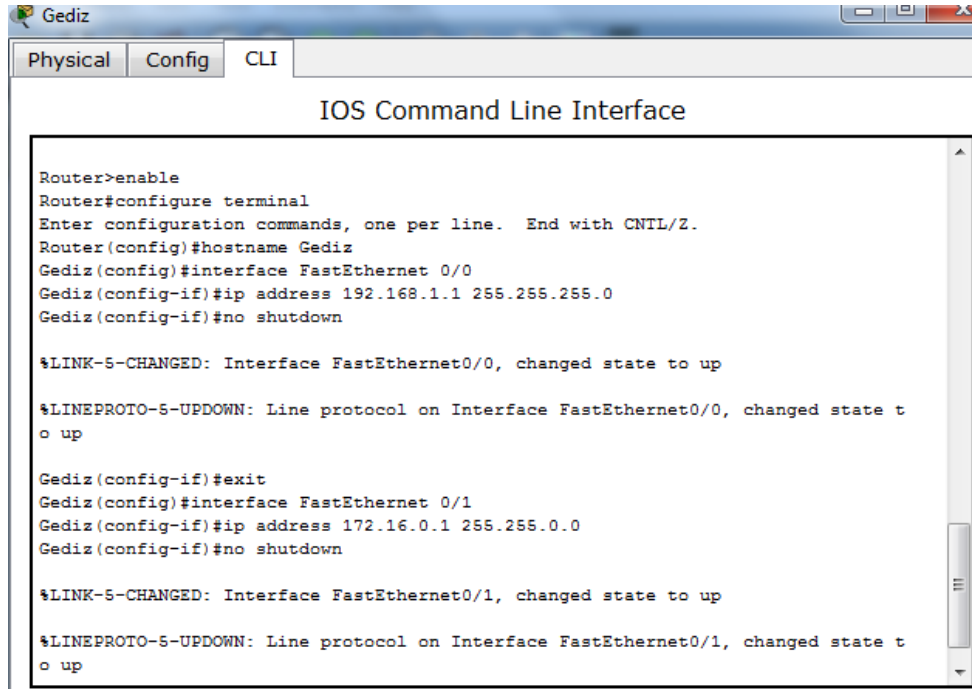 Gediz
Physical Config CLI
IOS Command Line Interface
Router>enable
Router#configure terminal
Enter configuration commands, one per line.  End with CNTL/Z.
Router(config)#hostname Gediz
Gediz(config)#interface FastEthernet 0/0
Gediz(config-if)#ip address 192.168.1.1 255.255.255.0
Gediz(config-if)#no shutdown
%LINK-5-CHANGED: Interface FastEthernet0/0, changed state to up
%LINEPROTO-5-UPDOWN: Line protocol on Interface FastEthernet0/0, changed state t
o up
Gediz(config-if)#exit
Gediz(config)#interface FastEthernet 0/1
Gediz(config-if)#ip address 172.16.0.1 255.255.0.0
Gediz(config-if)#no shutdown
%LINK-5-CHANGED: Interface FastEthernet0/1, changed state to up
%LINEPROTO-5-UPDOWN: Line protocol on Interface FastEthernet0/1, changed state t
o up